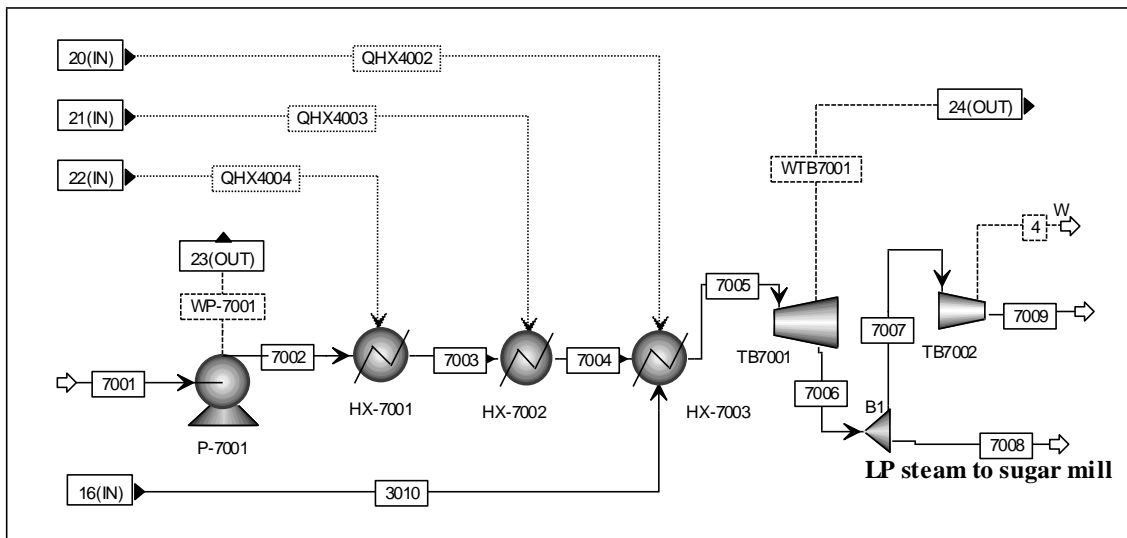 20(IN)
QHX4002
21(IN)
QHX4003
24(OUT)
22(IN)
QHX4004
WTB7001
4
W
23(OUT)
WP-7001
7005
7002
7003
7004
7007
7009
7001
TB7001
TB7002
7006
HX-7001
HX-7002
HX-7003
B1
P-7001
7008
LP steam to sugar mill
16(IN)
3010